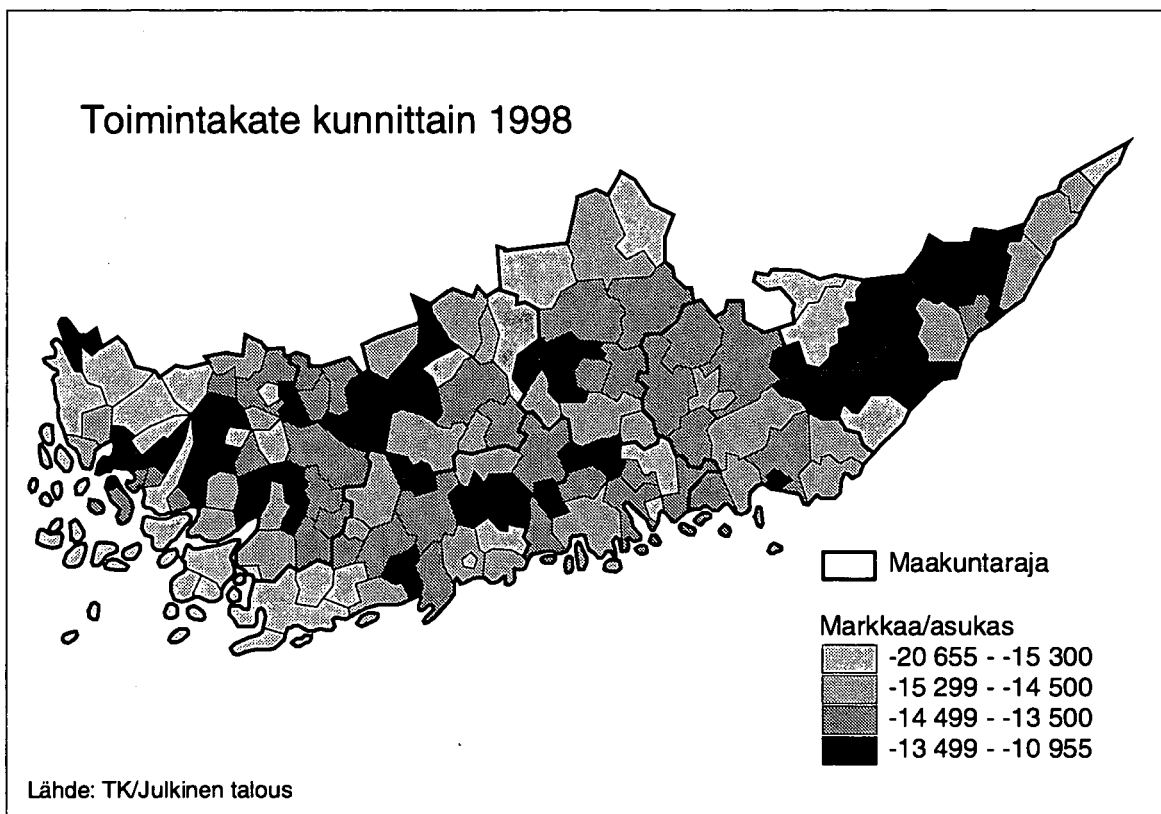 Toimintakate kunnittain 1998
Maakuntaraja
Markkaa/asukas
-20 655 - -15 300
-15 299 - -14 500
-14 499 - -13 500
-13 499 - -10 955
Lähde: TK/Julkinen talous